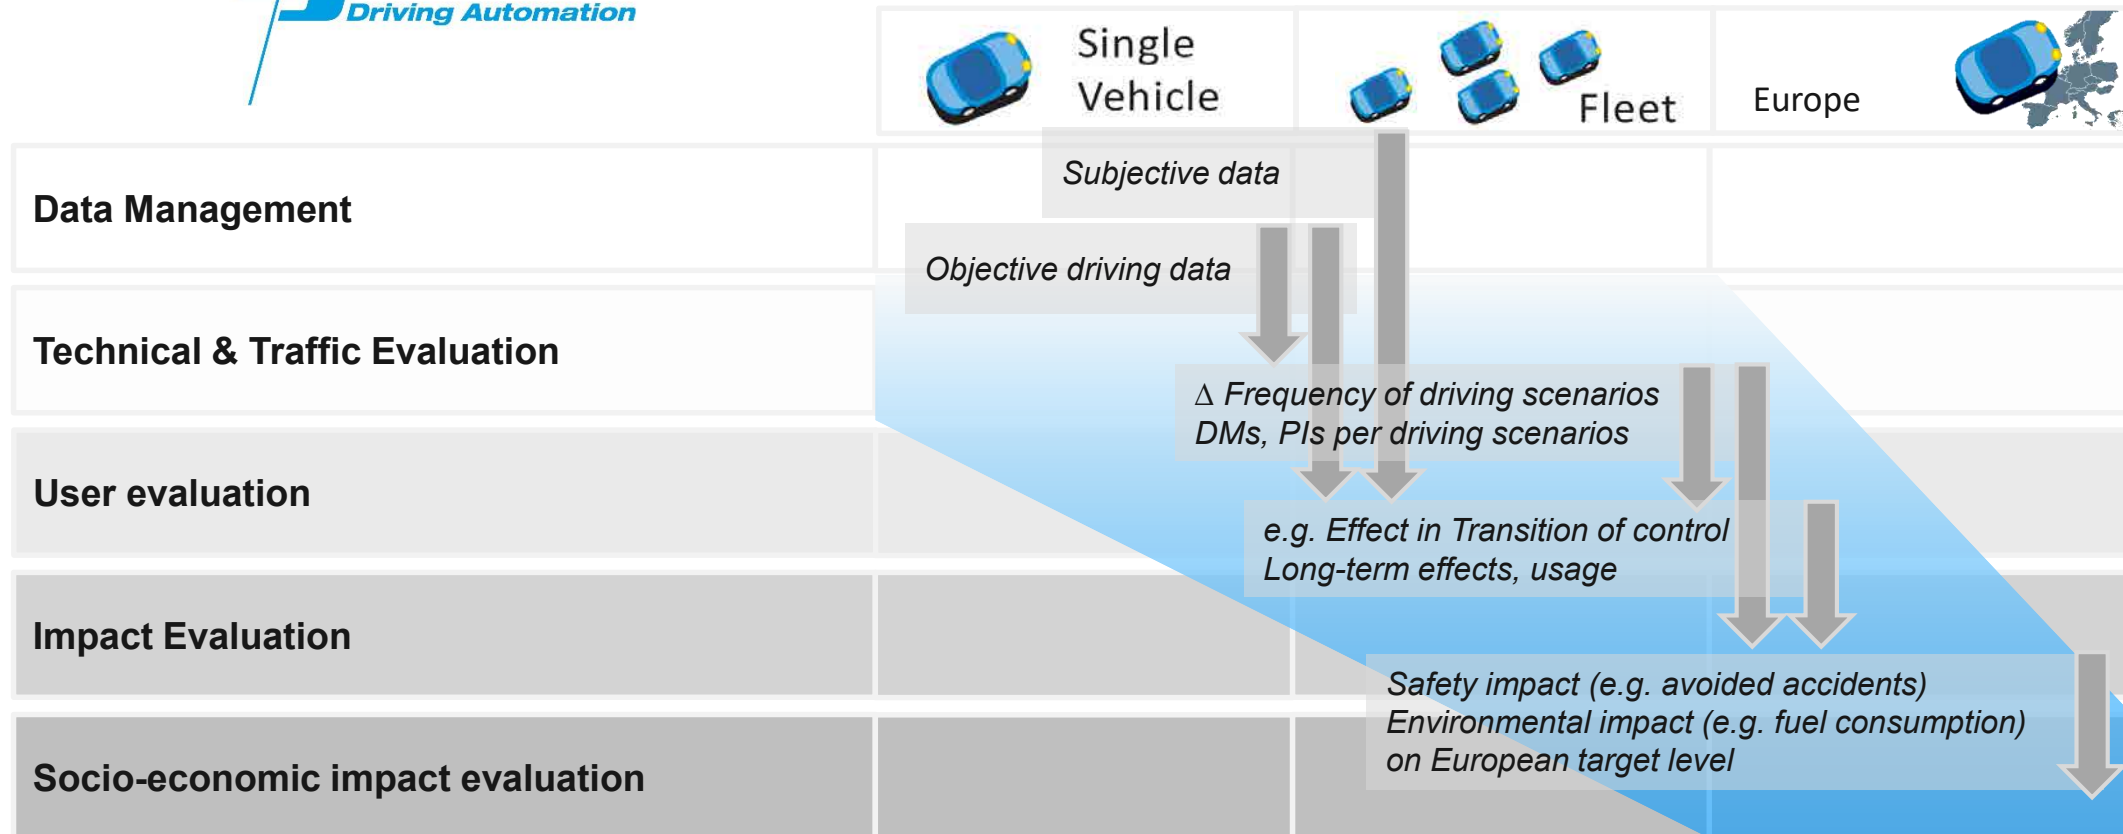 Driving Automation
Single
Vehicle
Fleet
Europe
Subjective data
Data Management
Objective driving data
Technical & Traffic Evaluation
Δ Frequency of driving scenarios
DMs, PIs per driving scenarios
User evaluation
e.g. Effect in Transition of control
Long-term effects, usage
Impact Evaluation
Safety impact (e.g. avoided accidents)
Environmental impact (e.g. fuel consumption)
on European target level
Socio-economic impact evaluation